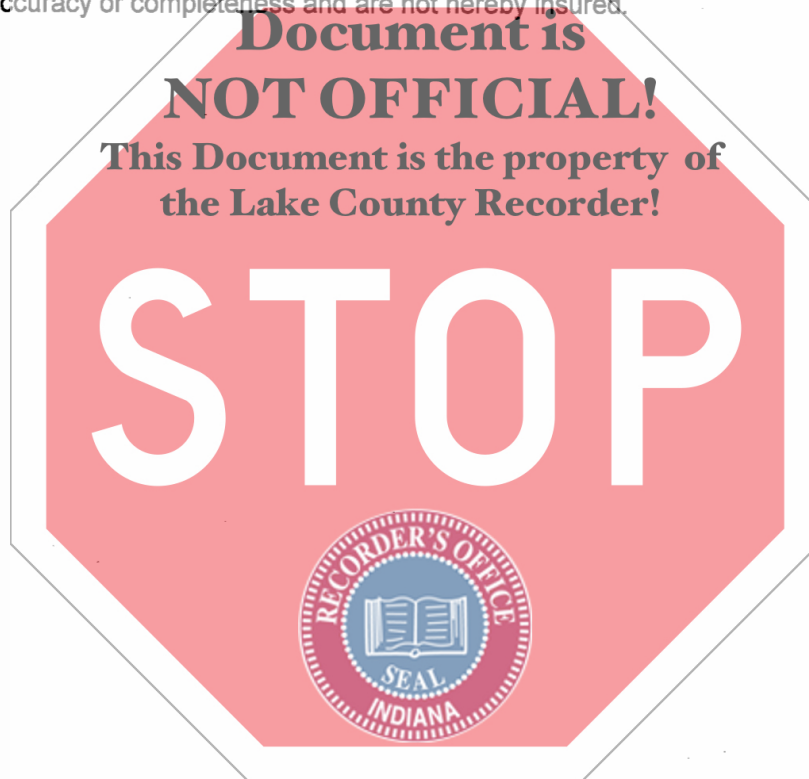 ccuracy or completeness and are not hereby insured.
Document is
NOT OFFICIAL!
This Document is the property of
the Lake County Recorder!
STOP
RECORDER'S OFFICE
SEAL
INDIANA